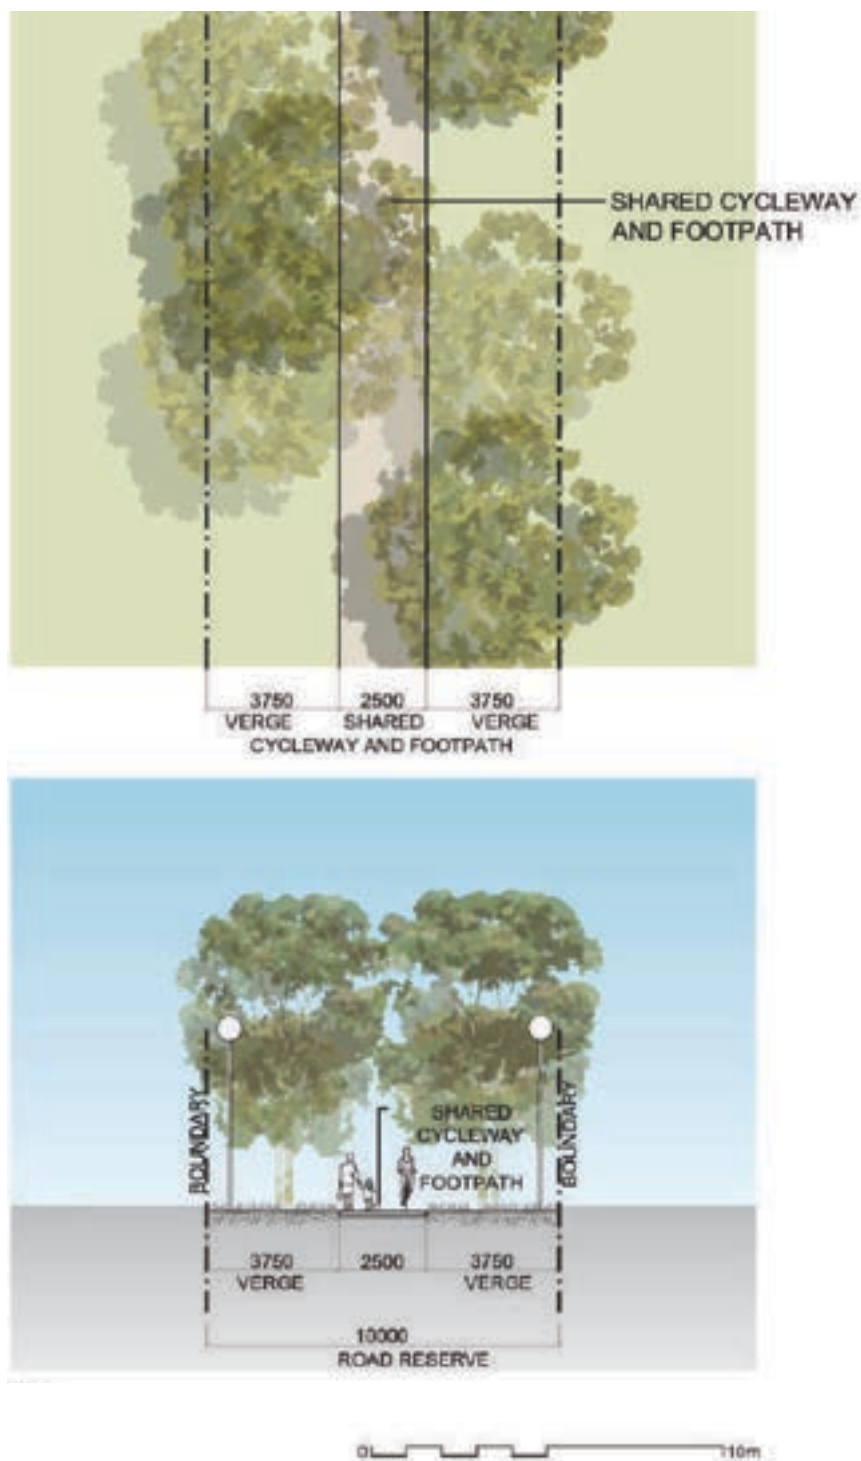 SHARED CYCLEWAY
AND FOOTPATH
3750 2500 3750
VERGE SHARED VERGE
CYCLEWAY AND FOOTPATH
BOUNDARY
SHARED
CYCLEWAY
AND
FOOTPATH
BOUNDARY
3750 2500 3750
VERGE VERGE
10000
ROAD RESERVE
0 10m